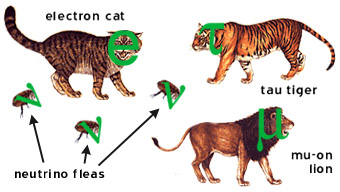 electron cat
e
τ
tau tiger
ν
ν
ν
neutrino fleas
μ
mu-on
lion